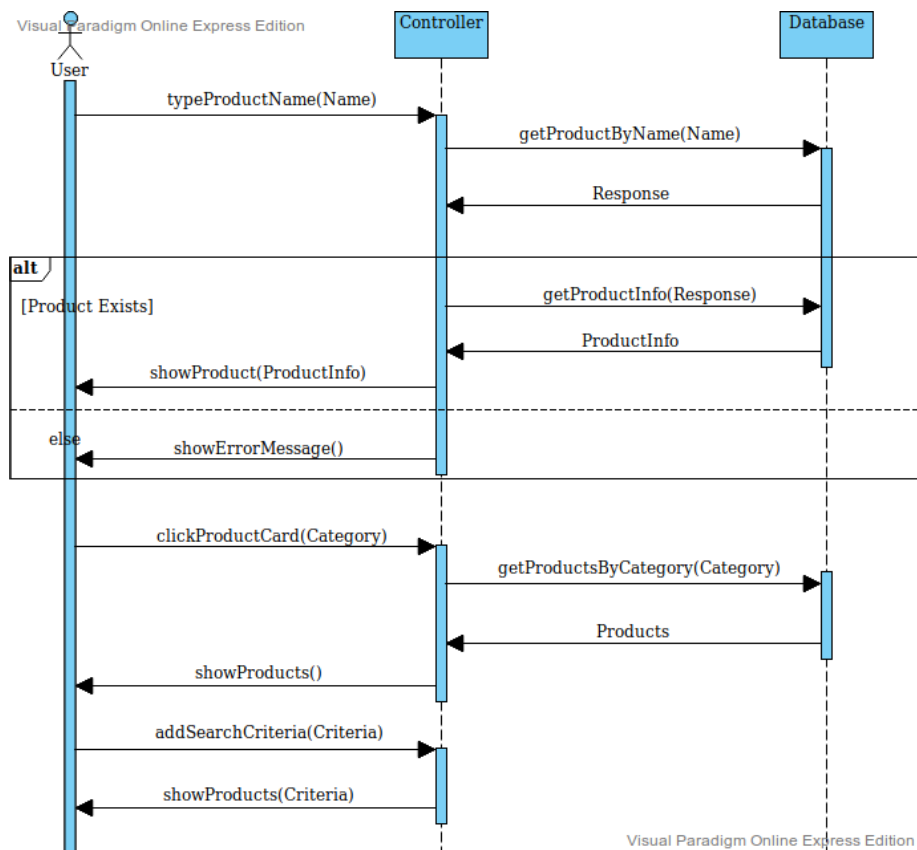 Visual Paradigm Online Express Edition
Controller
Database
User
typeProductName(Name)
getProductByName(Name)
Response
alt
[Product Exists]
getProductInfo(Response)
ProductInfo
showProduct(ProductInfo)
else
showErrorMessage()
clickProductCard(Category)
getProductsByCategory(Category)
Products
showProducts()
addSearchCriteria(Criteria)
showProducts(Criteria)
Visual Paradigm Online Express Edition